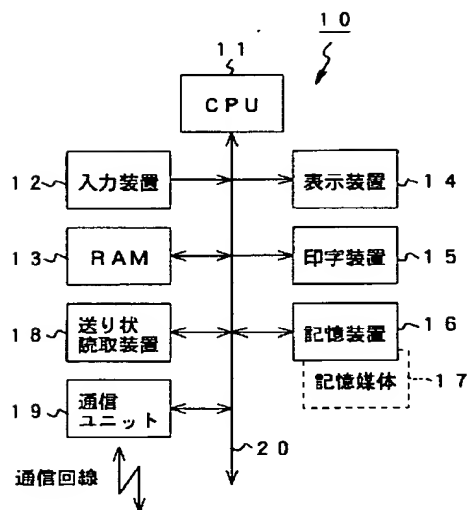 10
11
CPU
12 入力装置
表示装置 14
13 RAM
印字装置 15
18 送り状
読取装置
記憶装置 16
記憶媒体 17
19 通信
ユニット
20
通信回線